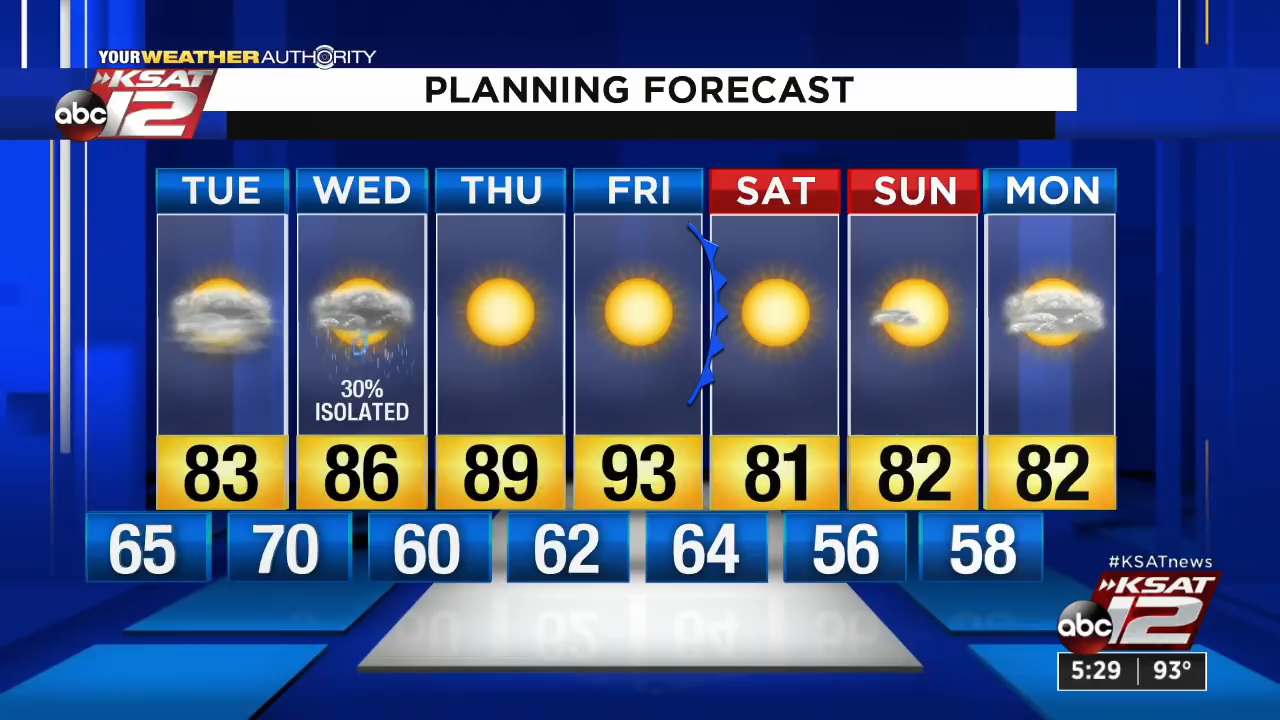 YOURWEATHERAUTHORITY
KSAT
abc 12
PLANNING FORECAST
TUE WED THU FRI SAT SUN MON
30%
ISOLATED
83 86 89 93 81 82 82
65 70 60 62 64 56 58
#KSATnews
KSAT
abc 12
5:29 93°